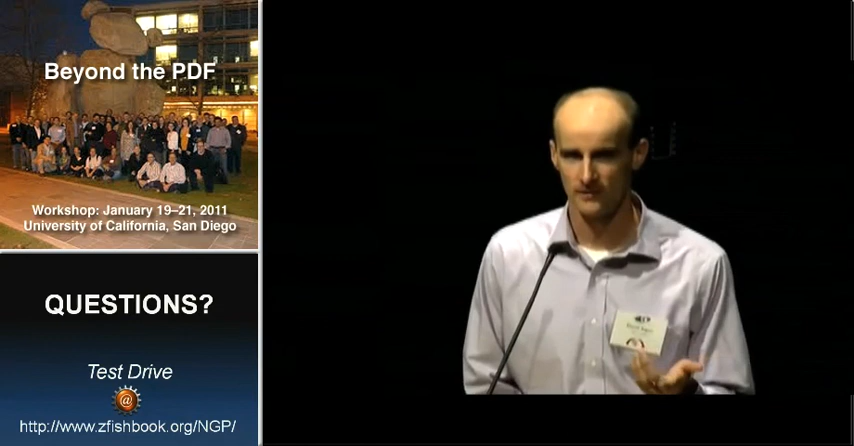 Beyond the PDF
Workshop: January 19–21, 2011
University of California, San Diego
QUESTIONS?
Test Drive
@
http://www.zfishbook.org/NGP/